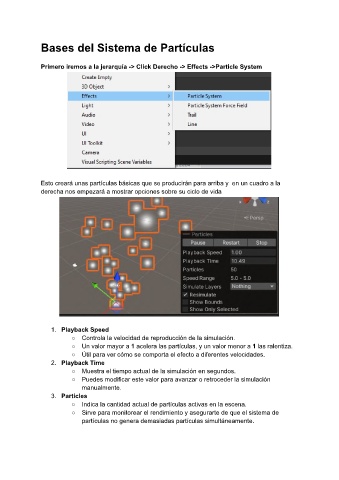 Bases del Sistema de Partículas
Primero iremos a la jerarquía -> Click Derecho -> Effects ->Particle System
Create Empty
3D Object >
Effects >
Light >
Audio >
Video >
UI >
UI Toolkit >
Camera
Visual Scripting Scene Variables
Particle System
Particle System Force Field
Trail
Line
Esto creará unas partículas básicas que se producirán para arriba y en un cuadro a la
derecha nos empezará a mostrar opciones sobre su ciclo de vida
Persp
Particles
Pause Restart Stop
Playback Speed 1.00
Playback Time 10.49
Particles 50
Speed Range 5.0 - 5.0
Simulate Layers Nothing
Resimulate
Show Bounds
Show Only Selected
1. Playback Speed
○ Controla la velocidad de reproducción de la simulación.
○ Un valor mayor a 1 acelera las partículas, y un valor menor a 1 las ralentiza.
○ Útil para ver cómo se comporta el efecto a diferentes velocidades.
2. Playback Time
○ Muestra el tiempo actual de la simulación en segundos.
○ Puedes modificar este valor para avanzar o retroceder la simulación
manualmente.
3. Particles
○ Indica la cantidad actual de partículas activas en la escena.
○ Sirve para monitorear el rendimiento y asegurarte de que el sistema de
partículas no genera demasiadas partículas simultáneamente.